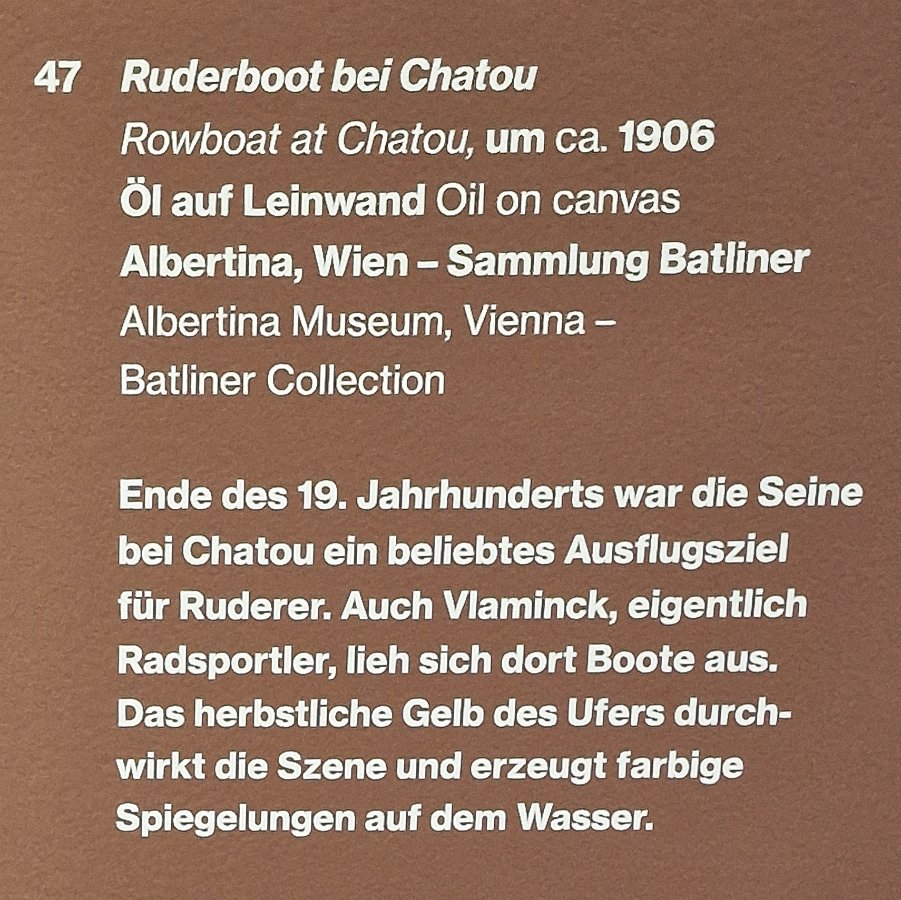 47 Ruderboot bei Chatou
Rowboat at Chatou, um ca. 1906
Öl auf Leinwand Oil on canvas
Albertina, Wien – Sammlung Batliner
Albertina Museum, Vienna –
Batliner Collection
Ende des 19. Jahrhunderts war die Seine
bei Chatou ein beliebtes Ausflugsziel
für Ruderer. Auch Vlaminck, eigentlich
Radsportler, lieh sich dort Boote aus.
Das herbstliche Gelb des Ufers durch-
wirkt die Szene und erzeugt farbige
Spiegelungen auf dem Wasser.